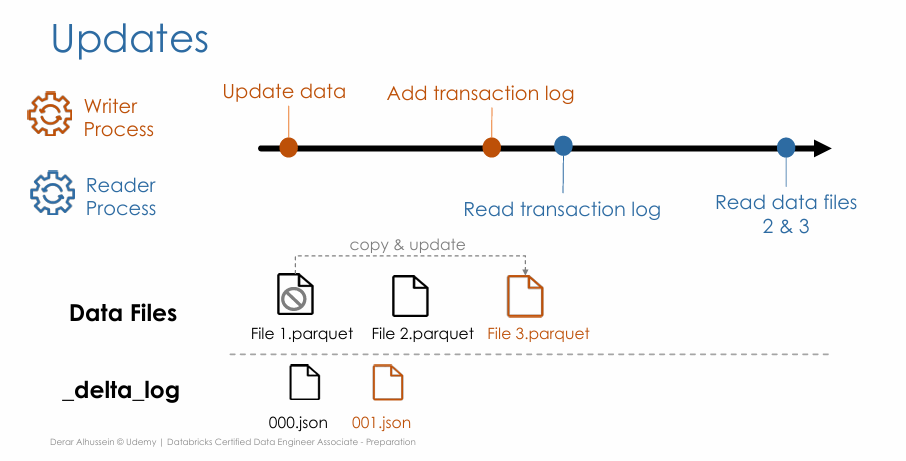 Updates
Writer
Process
Reader
Process
Update data
Add transaction log
Read transaction log
Read data files
2 & 3
copy & update
Data Files
File 1.parquet
File 2.parquet
File 3.parquet
_delta_log
000.json
001.json
Derar Alhussein © Udemy | Databricks Certified Data Engineer Associate - Preparation